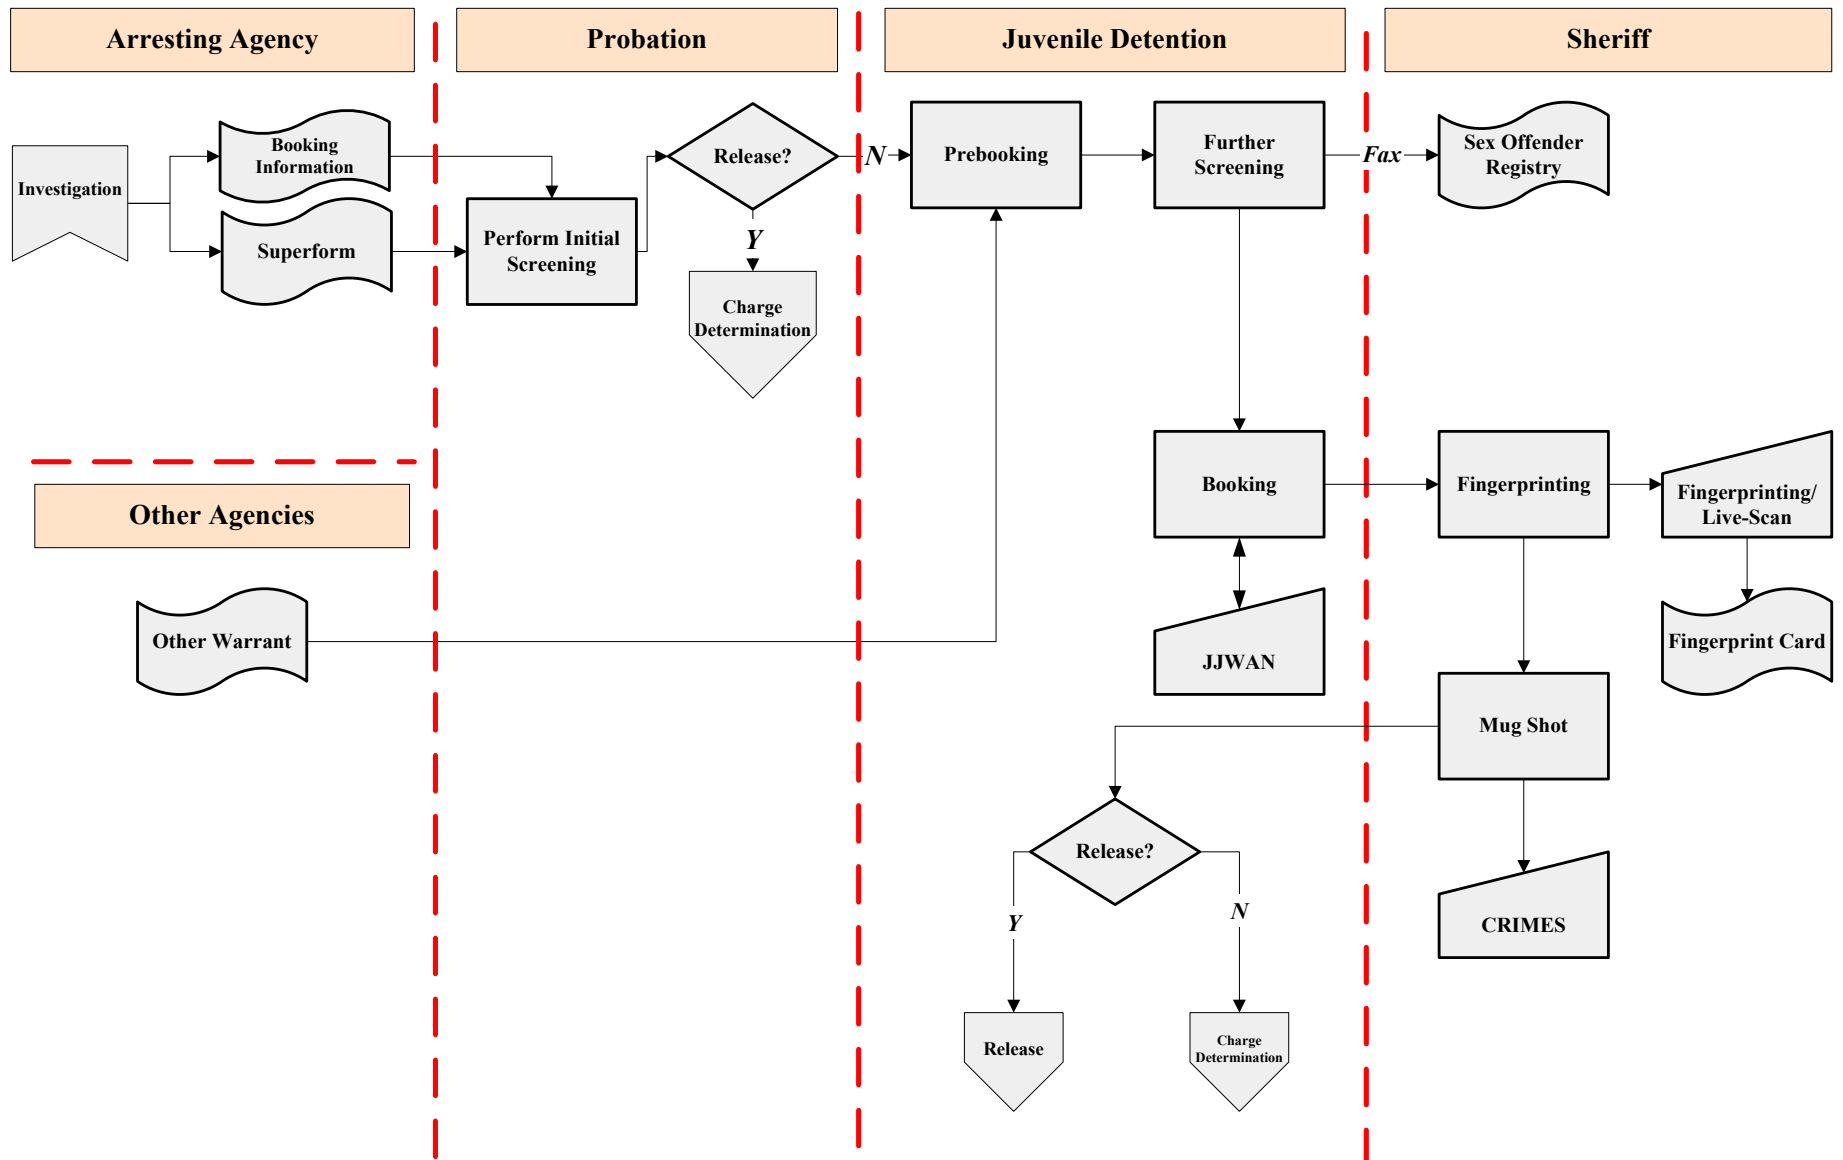 Arresting Agency
Probation
Juvenile Detention
Sheriff
Investigation
Booking
Information
Superform
Perform Initial
Screening
Release?
N
Y
Charge
Determination
Prebooking
Further
Screening
Fax
Sex Offender
Registry
Other Agencies
Other Warrant
Booking
JJWAN
Fingerprinting
Fingerprinting/
Live-Scan
Fingerprint Card
Mug Shot
CRIMES
Release?
Y
N
Release
Charge
Determination